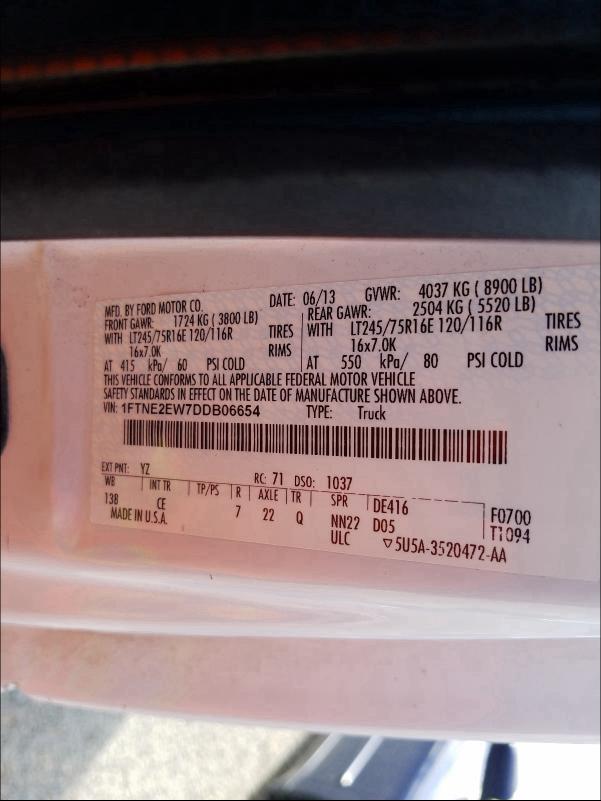 MFD. BY FORD MOTOR CO. DATE: 06/13 GVWR: 4037 KG ( 8900 LB)
FRONT GAWR: 1724 KG ( 3800 LB) REAR GAWR: 2504 KG ( 5520 LB)
WITH LT245/75R16E 120/116R TIRES WITH LT245/75R16E 120/116R TIRES
16x7.0K RIMS 16x7.0K RIMS
AT 415 kPa/ 60 PSI COLD AT 550 kPa/ 80 PSI COLD
THIS VEHICLE CONFORMS TO ALL APPLICABLE FEDERAL MOTOR VEHICLE
SAFETY STANDARDS IN EFFECT ON THE DATE OF MANUFACTURE SHOWN ABOVE.
VIN: 1FTNE2EW7DDB06654 TYPE: Truck
EXT PNT: YZ RC: 71 DSO: 1037
WB INT TR TP/PS R AXLE TR SPR DE416 F0700
138 CE 7 22 Q NN22 D05 T1094
MADE IN U.S.A. ULC ▽5U5A-3520472-AA